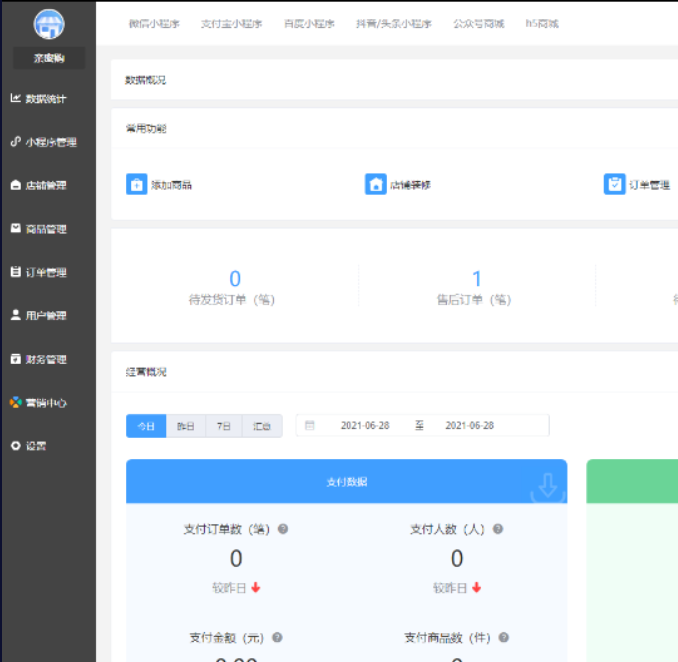 微信小程序 支付宝小程序 百度小程序 抖音/头条小程序 公众号商城 h5商城
亲蜜购
数据统计
小程序管理
店铺管理
商品管理
订单管理
用户管理
财务管理
营销中心
设置
数据概况
常用功能
添加商品 店铺装修 订单管理
0 1
待发货订单（笔） 售后订单（笔）
经营概况
今日 昨日 7日 汇总 2021-06-28 至 2021-06-28
支付数据
支付订单数（笔） 支付人数（人）
0 0
较昨日 较昨日
支付金额（元） 支付商品数（件）
0.00 0